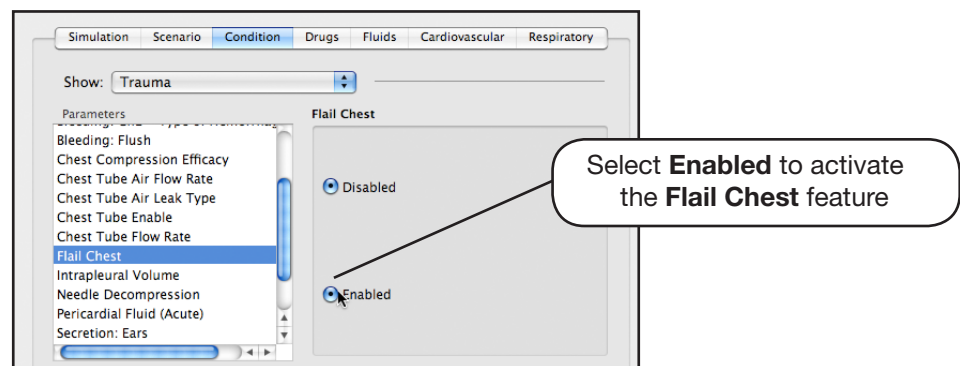 Simulation Scenario Condition Drugs Fluids Cardiovascular Respiratory
Show: Trauma
Parameters
Flail Chest
Bleeding: Flush
Chest Compression Efficacy
Chest Tube Air Flow Rate
Chest Tube Air Leak Type
Chest Tube Enable
Chest Tube Flow Rate
Flail Chest
Intrapleural Volume
Needle Decompression
Pericardial Fluid (Acute)
Secretion: Ears
Disabled
Enabled
Select Enabled to activate
the Flail Chest feature